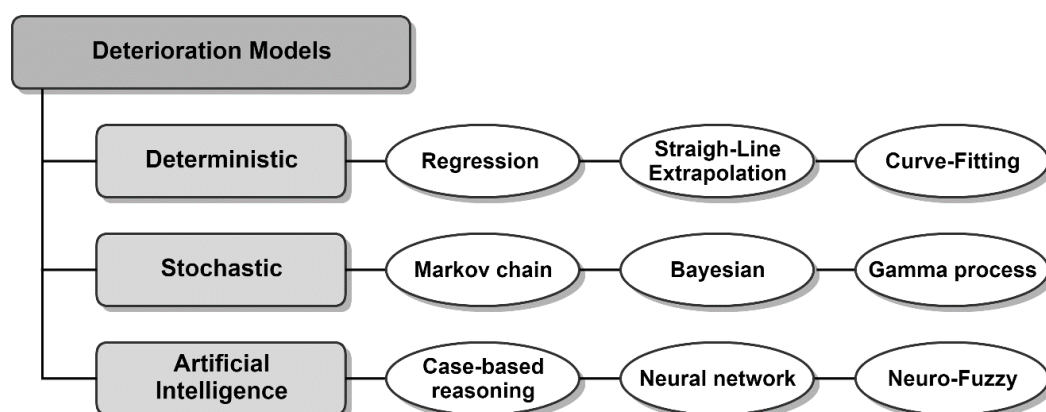 Deterioration Models
Deterministic
Regression
Straigh-Line
Extrapolation
Curve-Fitting
Stochastic
Markov chain
Bayesian
Gamma process
Artificial
Intelligence
Case-based
reasoning
Neural network
Neuro-Fuzzy